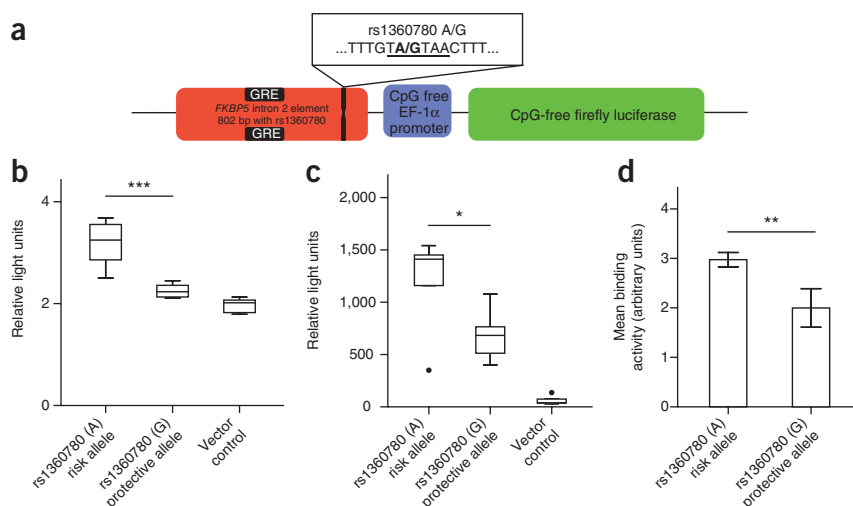 a
rs1360780 A/G
...TTTGTA/GTAACTTT...
GRE
FKBP5 intron 2 element
802 bp with rs1360780
GRE
CpG free
EF-1α
promoter
CpG-free firefly luciferase
b
Relative light units
4
2
0
***
rs1360780 (A)
risk allele
rs1360780 (G)
protective allele
Vector
control
c
Relative light units
2,000
1,500
1,000
500
0
*
rs1360780 (A)
risk allele
rs1360780 (G)
protective allele
Vector
control
d
Mean binding
activity (arbitrary units)
4
3
2
1
0
**
rs1360780 (A)
risk allele
rs1360780 (G)
protective allele